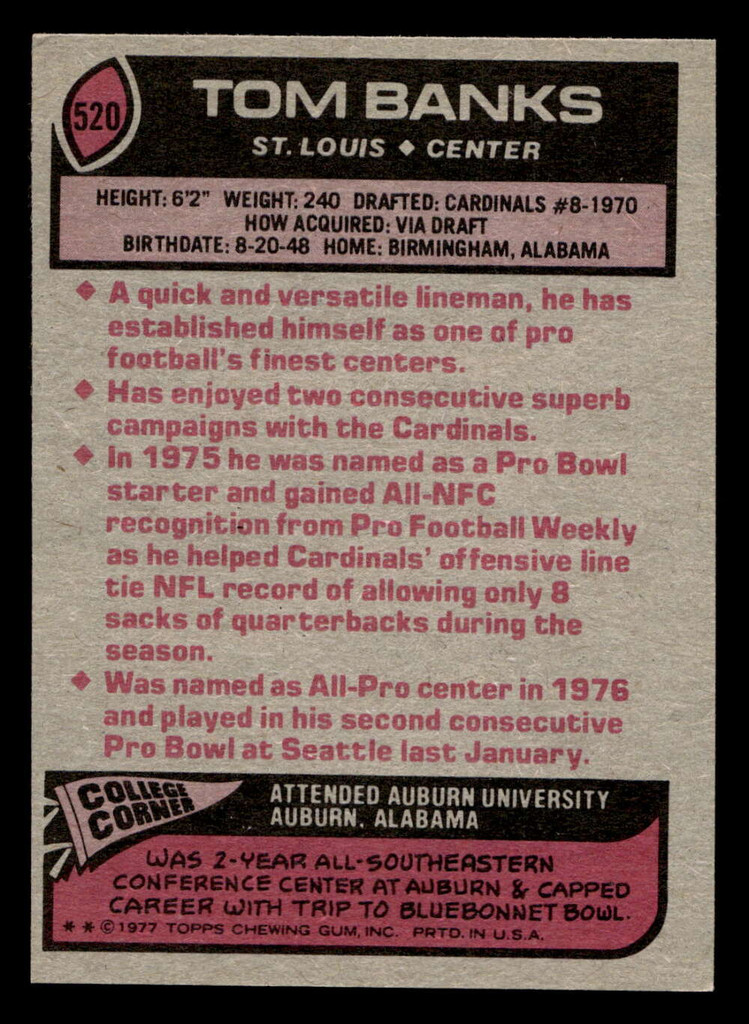 520
TOM BANKS
ST. LOUIS ◆ CENTER
HEIGHT: 6'2" WEIGHT: 240 DRAFTED: CARDINALS #8-1970
HOW ACQUIRED: VIA DRAFT
BIRTHDATE: 8-20-48 HOME: BIRMINGHAM, ALABAMA
◆ A quick and versatile lineman, he has
established himself as one of pro
football's finest centers.
◆ Has enjoyed two consecutive superb
campaigns with the Cardinals.
◆ In 1975 he was named as a Pro Bowl
starter and gained All-NFC
recognition from Pro Football Weekly
as he helped Cardinals' offensive line
tie NFL record of allowing only 8
sacks of quarterbacks during the
season.
◆ Was named as All-Pro center in 1976
and played in his second consecutive
Pro Bowl at Seattle last January.
COLLEGE
CORNER
ATTENDED AUBURN UNIVERSITY
AUBURN, ALABAMA
WAS 2-YEAR ALL-SOUTHEASTERN
CONFERENCE CENTER AT AUBURN & CAPPED
CAREER WITH TRIP TO BLUEBONNET BOWL.
* * © 1977 TOPPS CHEWING GUM, INC. PRTD. IN U.S.A.